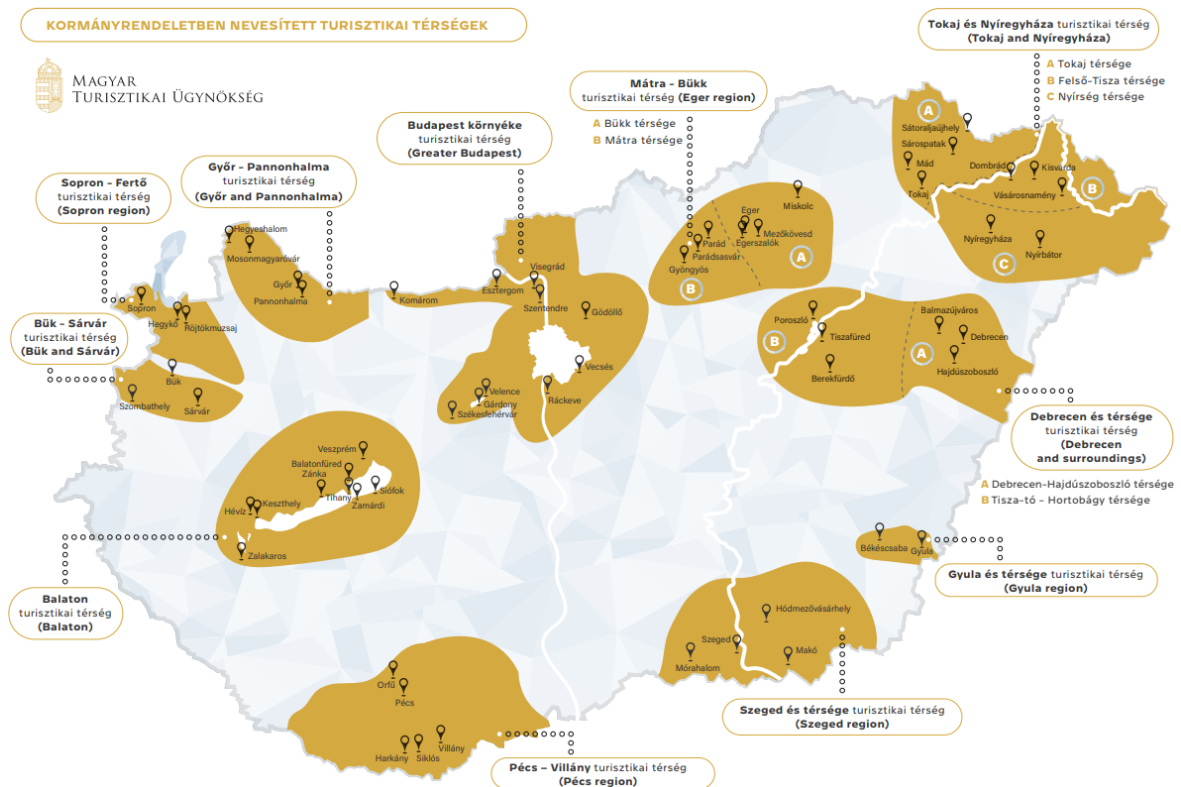 KORMÁNYRENDELETBEN NEVESÍTETT TURISZTIKAI TÉRSÉGEK
MAGYAR
TURISZTIKAI ÜGYNÖKSÉG
Tokaj és Nyíregyháza turisztikai térség
(Tokaj and Nyíregyháza)
A Tokaj térsége
B Felső-Tisza térsége
C Nyírség térsége
Mátra - Bükk
turisztikai térség (Eger region)
A Bükk térsége
B Mátra térsége
Budapest környéke
turisztikai térség
(Greater Budapest)
Győr - Pannonhalma
turisztikai térség
(Győr and Pannonhalma)
Sopron - Fertő
turisztikai térség
(Sopron region)
Bük - Sárvár
turisztikai térség
(Bük and Sárvár)
Balaton
turisztikai térség
(Balaton)
Pécs - Villány turisztikai térség
(Pécs region)
Szeged és térsége turisztikai térség
(Szeged region)
Gyula és térsége turisztikai térség
(Gyula region)
Debrecen és térsége
turisztikai térség
(Debrecen
and surroundings)
A Debrecen-Hajdúszoboszló térsége
B Tisza-tó - Hortobágy térsége
A
Sátoraljaújhely
Sárospatak
Mád
Tokaj
Dombrád
Kisvárda
Vásárosnamény
B
Nyíregyháza
Nyírbátor
C
Miskolc
Eger
Mezőkövesd
Egerszalók
Parád
Parádsasvár
Gyöngyös
A
B
Hegyeshalom
Mosonmagyaróvár
Győr
Pannonhalma
Komárom
Esztergom
Visegrád
Szentendre
Gödöllő
Vecsés
Ráckeve
Velence
Gárdony
Székesfehérvár
Sopron
Hegykő
Röjtökmuzsaj
Bük
Szombathely
Sárvár
Poroszló
Tiszafüred
Berekfürdő
B
Balmazújváros
Debrecen
Hajdúszoboszló
A
Veszprém
Balatonfüred
Zánka
Tihany
Siófok
Zamárdi
Hévíz
Keszthely
Zalakaros
Békéscsaba
Gyula
Hódmezővásárhely
Szeged
Mórahalom
Makó
Orfű
Pécs
Harkány
Siklós
Villány